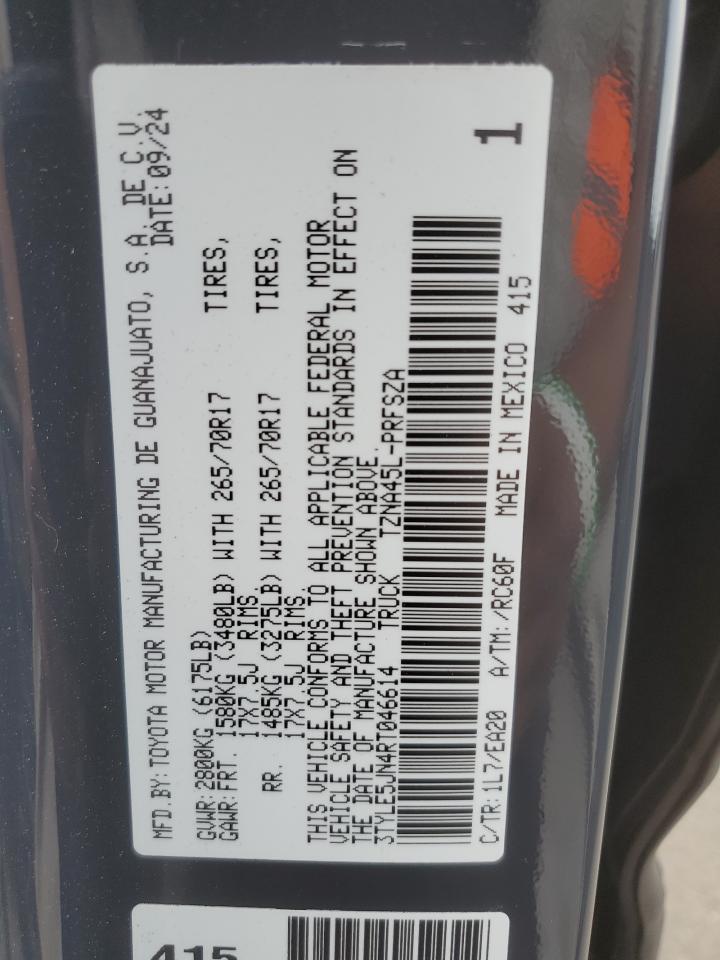 MFD.BY: TOYOTA MOTOR MANUFACTURING DE GUANAJUATO, S.A. DE C.V.
DATE: 09/24
GVWR: 2800KG (6175LB)
GAWR: FRT. 1580KG (3480LB) WITH 265/70R17 TIRES,
17X7.5J RIMS.
RR. 1485KG (3275LB) WITH 265/70R17 TIRES,
17X7.5J RIMS.
THIS VEHICLE CONFORMS TO ALL APPLICABLE FEDERAL MOTOR
VEHICLE SAFETY AND THEFT PREVENTION STANDARDS IN EFFECT ON
THE DATE OF MANUFACTURE SHOWN ABOVE.
3TYLE5JN4RT046614 TRUCK TZNA45L-PRFSZA
1
C/TR: 1L7/EA20 A/TM: /RC60F MADE IN MEXICO 415
415